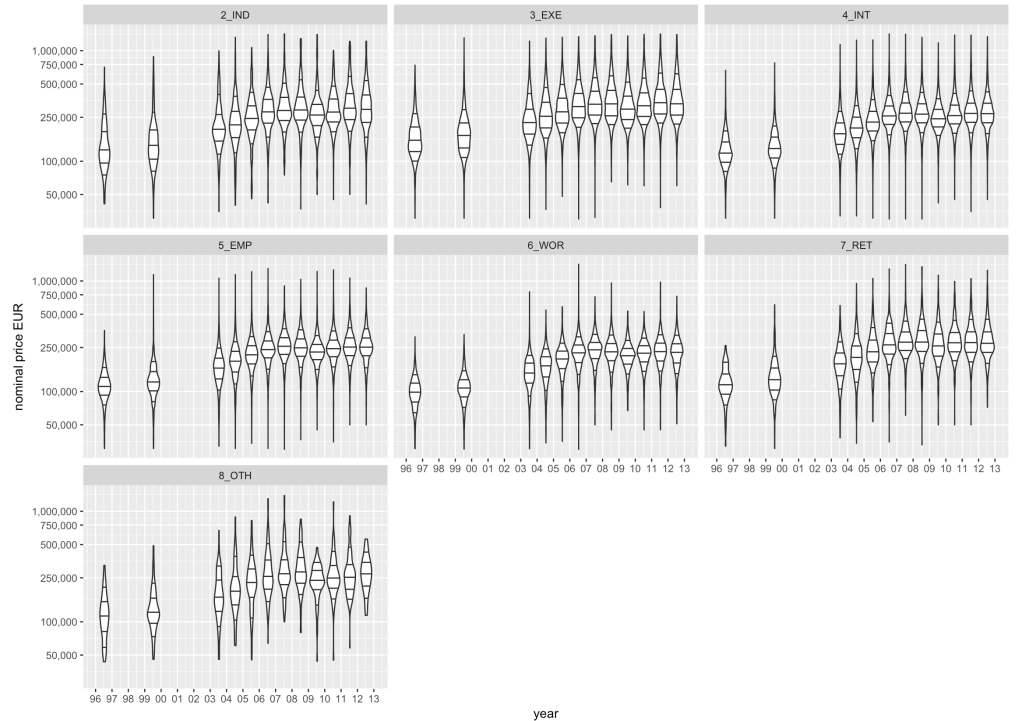 2_IND 3_EXE 4_INT
1,000,000
750,000
500,000
250,000
100,000
50,000
5_EMP 6_WOR 7_RET
1,000,000
750,000
500,000
250,000
100,000
50,000
nominal price EUR
96 97 98 99 00 01 02 03 04 05 06 07 08 09 10 11 12 13 96 97 98 99 00 01 02 03 04 05 06 07 08 09 10 11 12 13
8_OTH
1,000,000
750,000
500,000
250,000
100,000
50,000
96 97 98 99 00 01 02 03 04 05 06 07 08 09 10 11 12 13
year